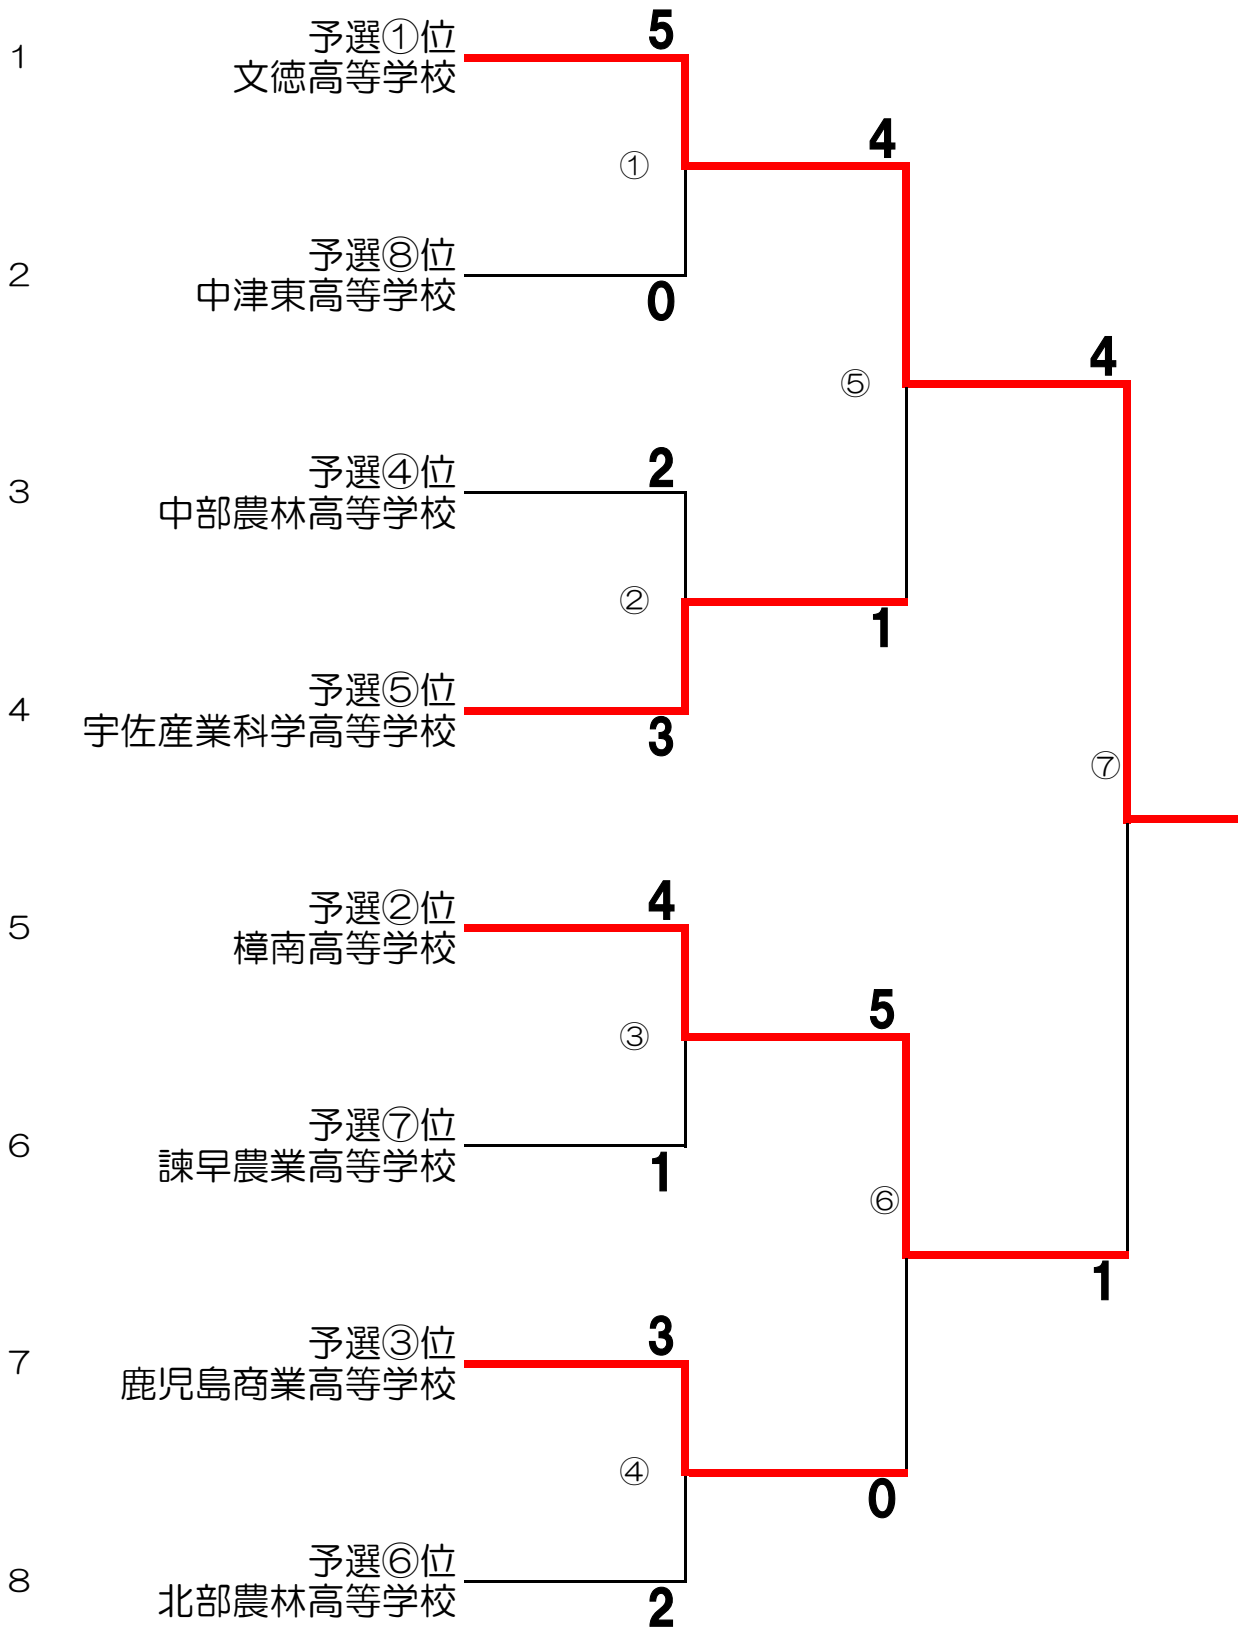 予選①位
5
1
文徳高等学校
4
①
予選⑧位
2
中津東高等学校
0
4
⑤
予選④位
2
3
中部農林高等学校
②
1
予選⑤位
4
宇佐産業科学高等学校
3
⑦
予選②位
4
5
樟南高等学校
5
③
予選⑦位
6
諫早農業高等学校
1
⑥
1
予選③位
3
7
鹿児島商業高等学校
④
0
予選⑥位
8
北部農林高等学校
2